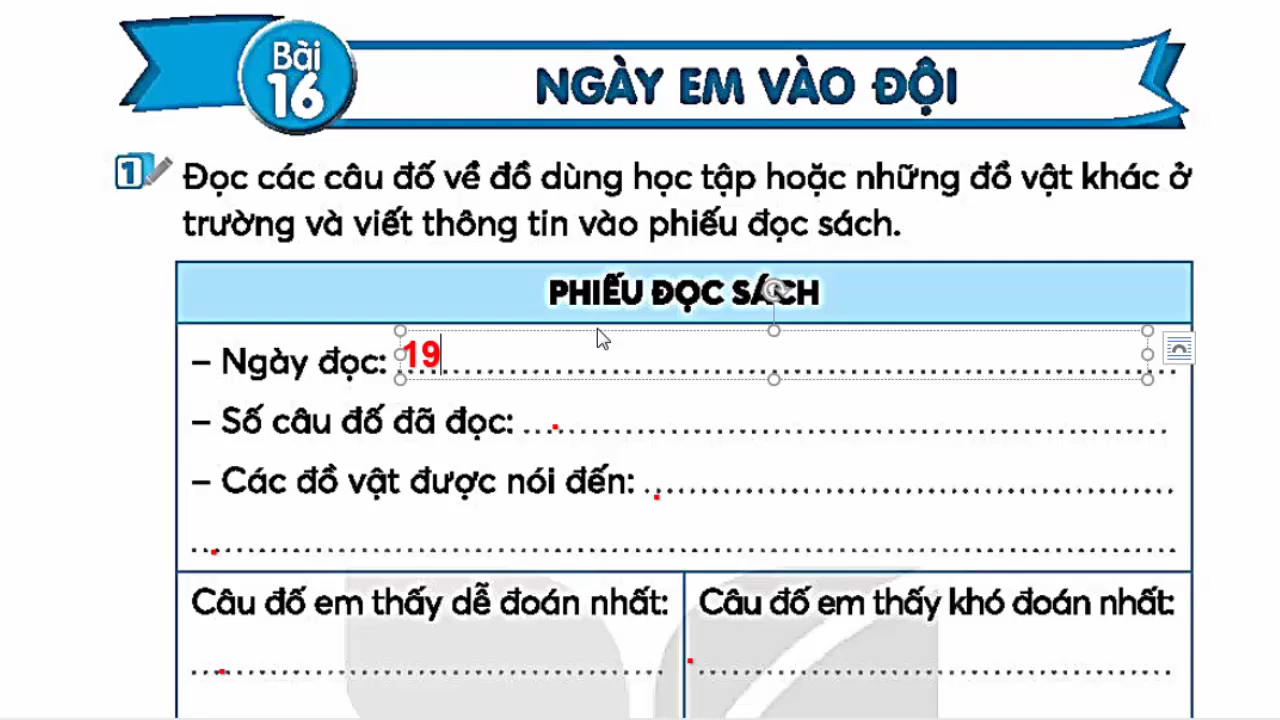 Bài
16
NGÀY EM VÀO ĐỘI
1 Đọc các câu đố về đồ dùng học tập hoặc những đồ vật khác ở
trường và viết thông tin vào phiếu đọc sách.
PHIẾU ĐỌC SÁCH
– Ngày đọc: 19
– Số câu đố đã đọc:
– Các đồ vật được nói đến:
Câu đố em thấy dễ đoán nhất:
Câu đố em thấy khó đoán nhất: